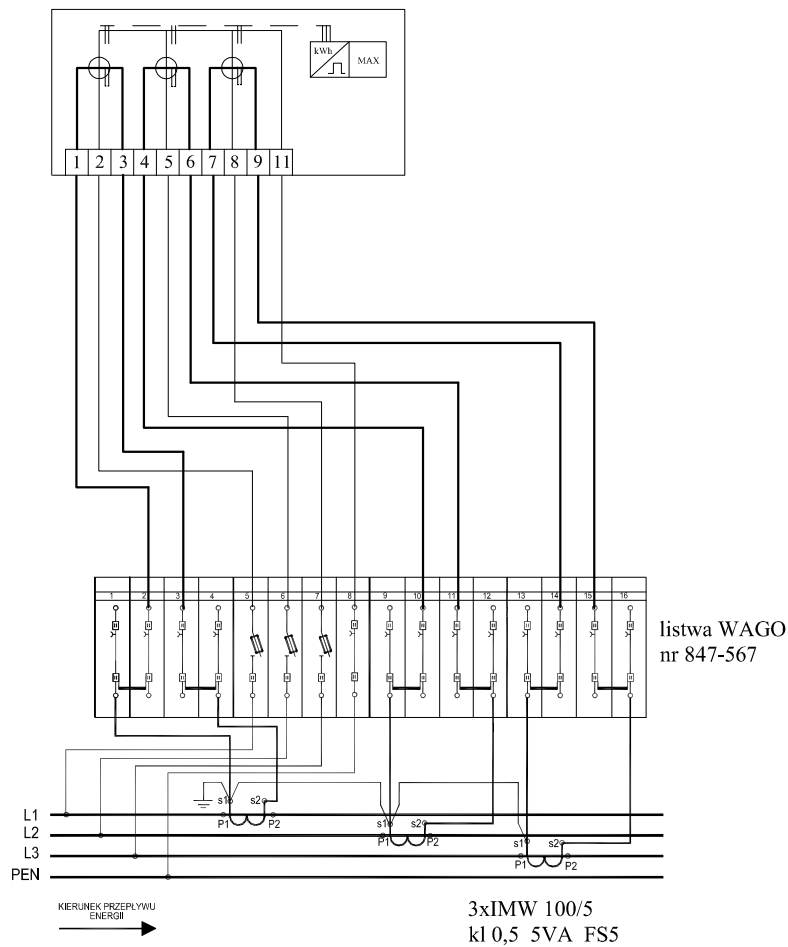 kWh
MAX
1 2 3 4 5 6 7 8 9 11
1 2 3 4 5 6 7 8 9 10 11 12 13 14 15 16
listwa WAGO
nr 847-567
s1 s2
L1
P1 P2
s1 s2
L2
P1 P2
s1 s2
L3
P1 P2
PEN
KIERUNEK PRZEPŁYWU
ENERGII
3xIMW 100/5
kl 0,5 5VA FS5